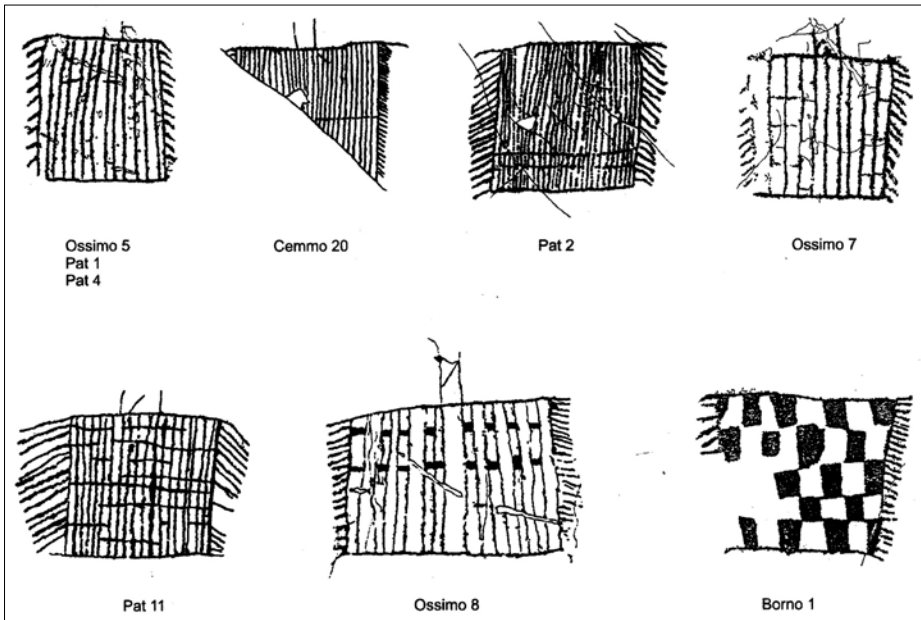 Ossimo 5
Pat 1
Pat 4
Cemmo 20
Pat 2
Ossimo 7
Pat 11
Ossimo 8
Borno 1